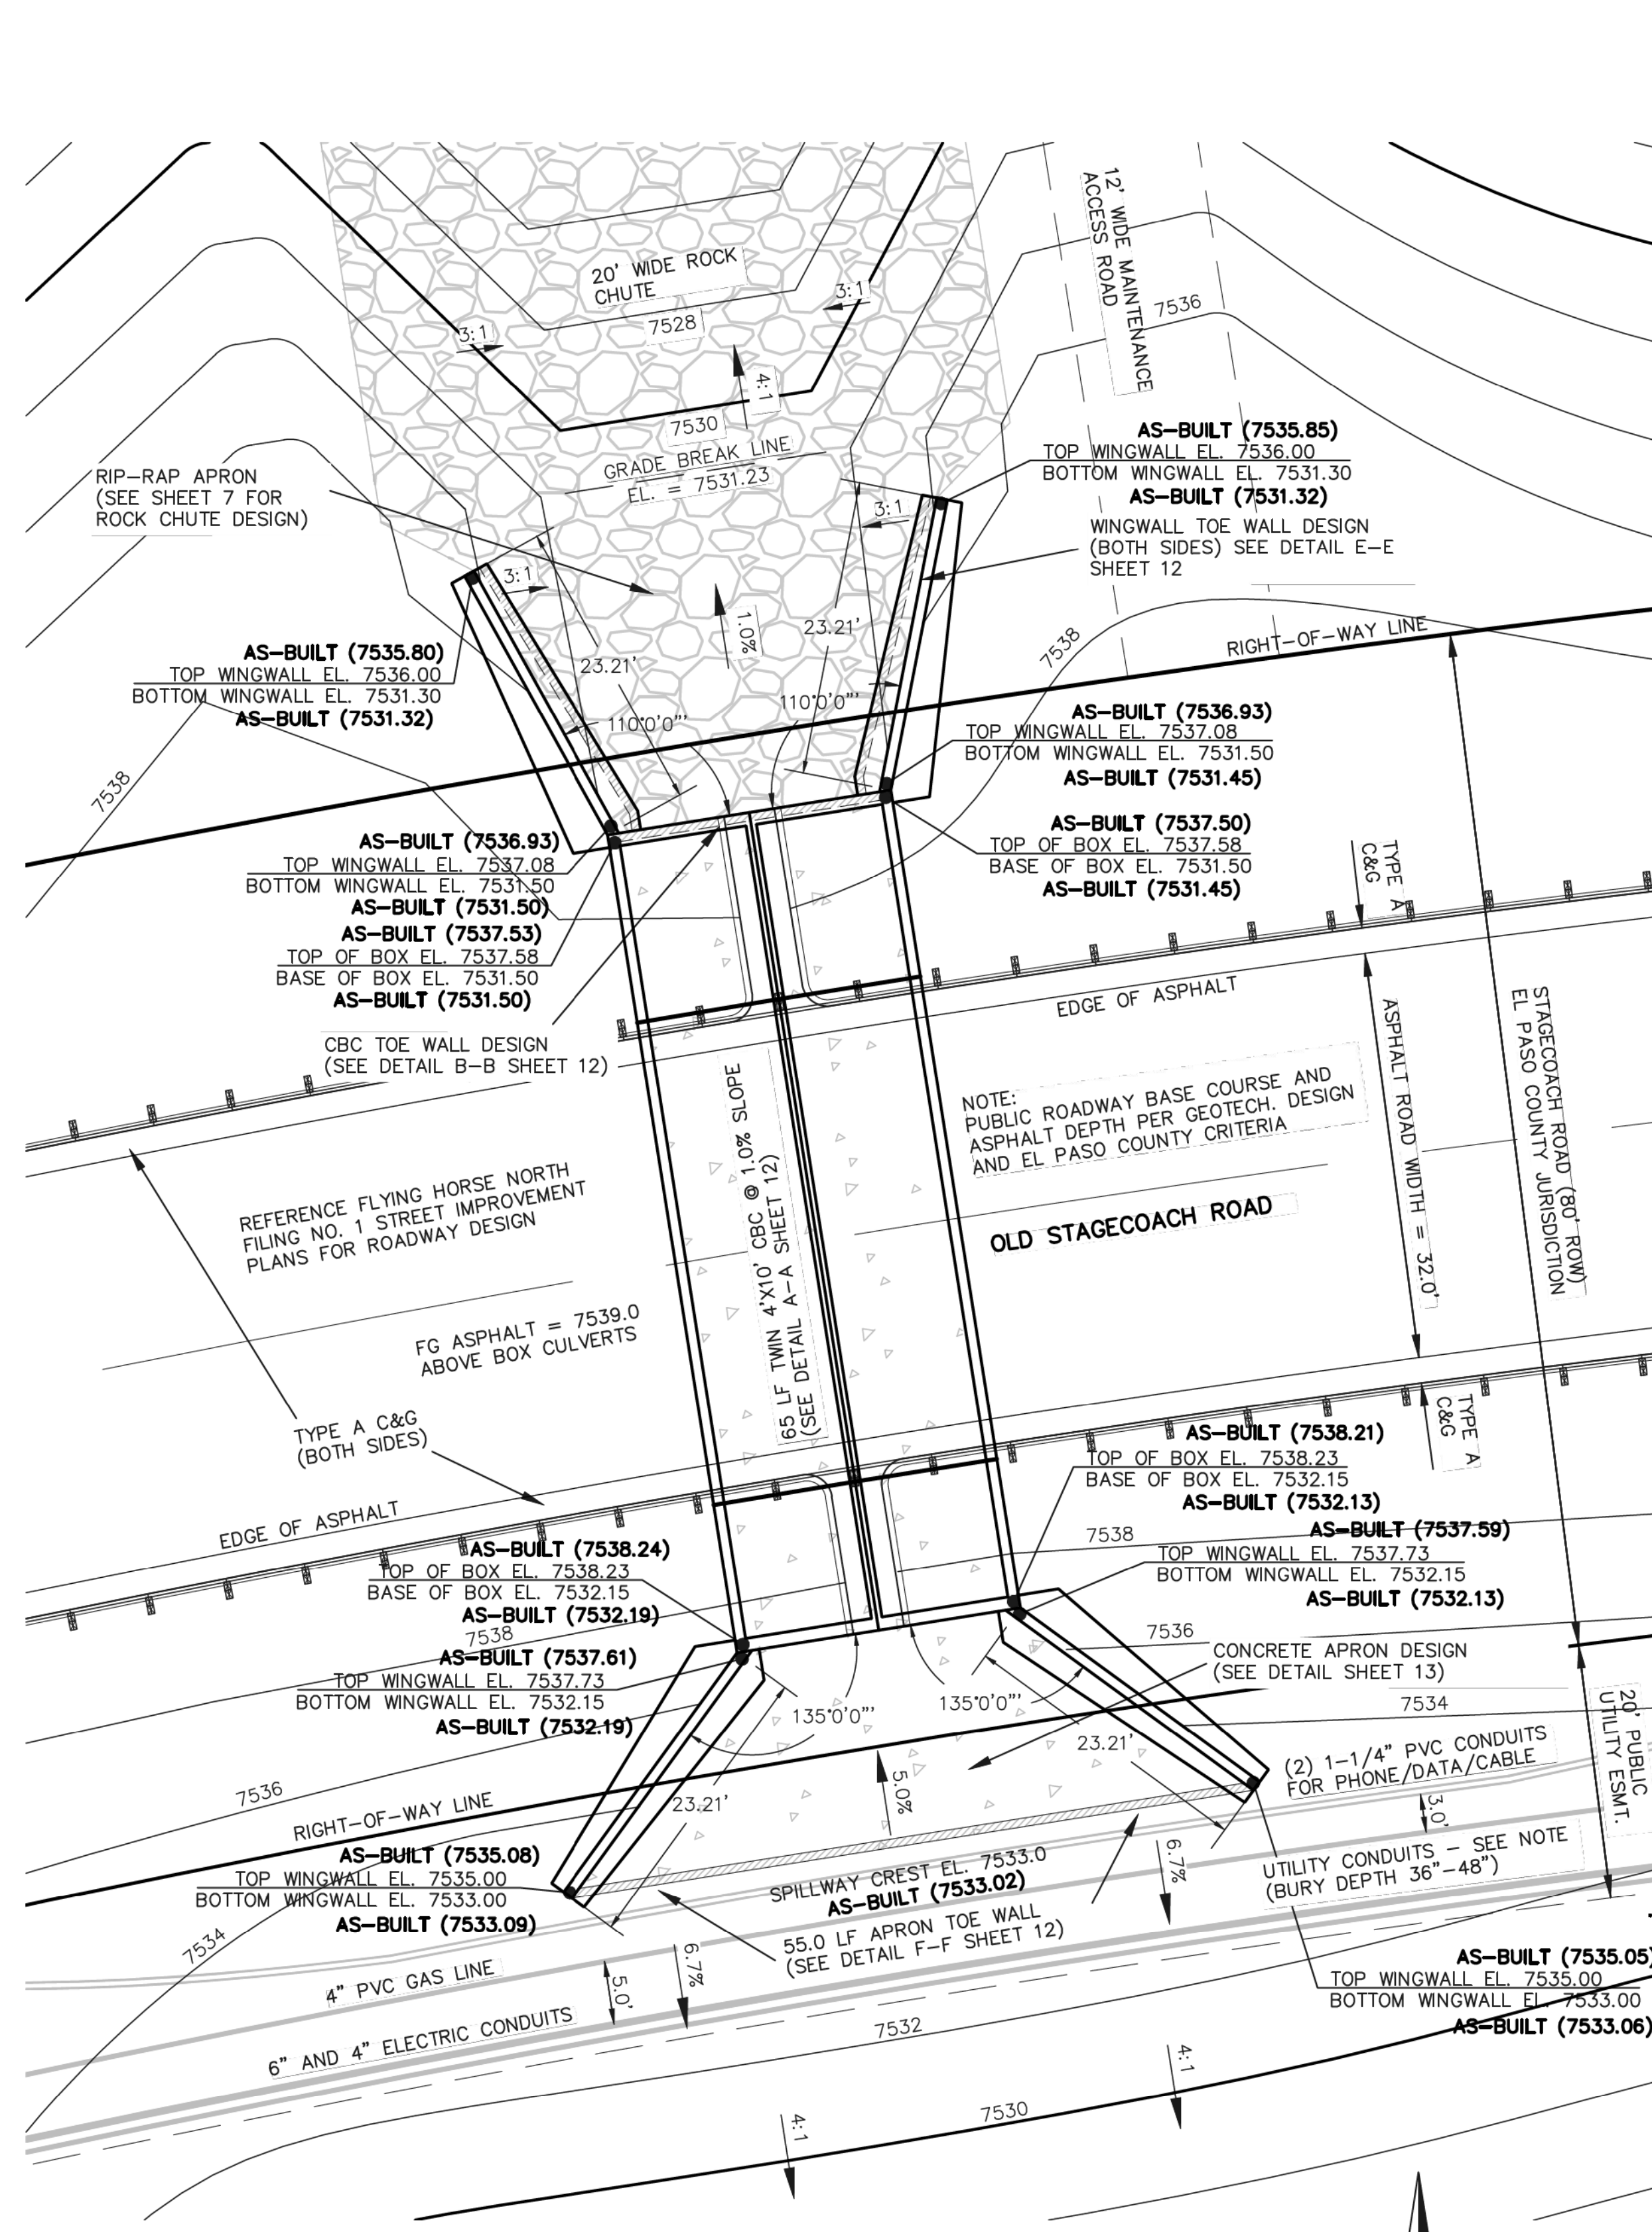 12' WIDE MAINTENANCE
ACCESS ROAD
20' WIDE ROCK
CHUTE
7528
3:1
3:1
7536
4:1
7530
GRADE BREAK LINE
EL. = 7531.23
AS-BUILT (7535.85)
TOP WINGWALL EL. 7536.00
BOTTOM WINGWALL EL. 7531.30
AS-BUILT (7531.32)
RIP-RAP APRON
(SEE SHEET 7 FOR
ROCK CHUTE DESIGN)
3:1
WINGWALL TOE WALL DESIGN
(BOTH SIDES) SEE DETAIL E-E
SHEET 12
3:1
1.0%
23.21'
23.21'
7538
RIGHT-OF-WAY LINE
AS-BUILT (7535.80)
TOP WINGWALL EL. 7536.00
BOTTOM WINGWALL EL. 7531.30
AS-BUILT (7531.32)
110°0'0"'
110°0'0"'
AS-BUILT (7536.93)
TOP WINGWALL EL. 7537.08
BOTTOM WINGWALL EL. 7531.50
AS-BUILT (7531.45)
7538
AS-BUILT (7537.50)
TOP OF BOX EL. 7537.58
BASE OF BOX EL. 7531.50
AS-BUILT (7531.45)
AS-BUILT (7536.93)
TOP WINGWALL EL. 7537.08
BOTTOM WINGWALL EL. 7531.50
AS-BUILT (7531.50)
AS-BUILT (7537.53)
TOP OF BOX EL. 7537.58
BASE OF BOX EL. 7531.50
AS-BUILT (7531.50)
TYPE A
C&G
CBC TOE WALL DESIGN
(SEE DETAIL B-B SHEET 12)
EDGE OF ASPHALT
ASPHALT ROAD WIDTH = 32.0'
STAGECOACH ROAD (80' ROW)
EL PASO COUNTY JURISDICTION
NOTE:
PUBLIC ROADWAY BASE COURSE AND
ASPHALT DEPTH PER GEOTECH. DESIGN
AND EL PASO COUNTY CRITERIA
65 LF TWIN 4'X10' CBC @ 1.0% SLOPE
(SEE DETAIL A-A SHEET 12)
REFERENCE FLYING HORSE NORTH
FILING NO. 1 STREET IMPROVEMENT
PLANS FOR ROADWAY DESIGN
OLD STAGECOACH ROAD
FG ASPHALT = 7539.0
ABOVE BOX CULVERTS
TYPE A C&G
(BOTH SIDES)
TYPE A
C&G
AS-BUILT (7538.21)
TOP OF BOX EL. 7538.23
BASE OF BOX EL. 7532.15
AS-BUILT (7532.13)
EDGE OF ASPHALT
AS-BUILT (7538.24)
TOP OF BOX EL. 7538.23
BASE OF BOX EL. 7532.15
AS-BUILT (7532.19)
7538
AS-BUILT (7537.59)
TOP WINGWALL EL. 7537.73
BOTTOM WINGWALL EL. 7532.15
AS-BUILT (7532.13)
7538
AS-BUILT (7537.61)
TOP WINGWALL EL. 7537.73
BOTTOM WINGWALL EL. 7532.15
AS-BUILT (7532.19)
7536
CONCRETE APRON DESIGN
(SEE DETAIL SHEET 13)
135°0'0"'
135°0'0"'
7534
20' PUBLIC
UTILITY ESMT.
23.21'
23.21'
5.0%
(2) 1-1/4" PVC CONDUITS
FOR PHONE/DATA/CABLE
3.0'
7536
RIGHT-OF-WAY LINE
AS-BUILT (7535.08)
TOP WINGWALL EL. 7535.00
BOTTOM WINGWALL EL. 7533.00
AS-BUILT (7533.09)
SPILLWAY CREST EL. 7533.0
AS-BUILT (7533.02)
6.7%
UTILITY CONDUITS - SEE NOTE
(BURY DEPTH 36"-48")
55.0 LF APRON TOE WALL
(SEE DETAIL F-F SHEET 12)
7534
6.7%
4" PVC GAS LINE
5.0'
AS-BUILT (7535.05)
TOP WINGWALL EL. 7535.00
BOTTOM WINGWALL EL. 7533.00
AS-BUILT (7533.06)
6" AND 4" ELECTRIC CONDUITS
7532
4:1
7530
4:1